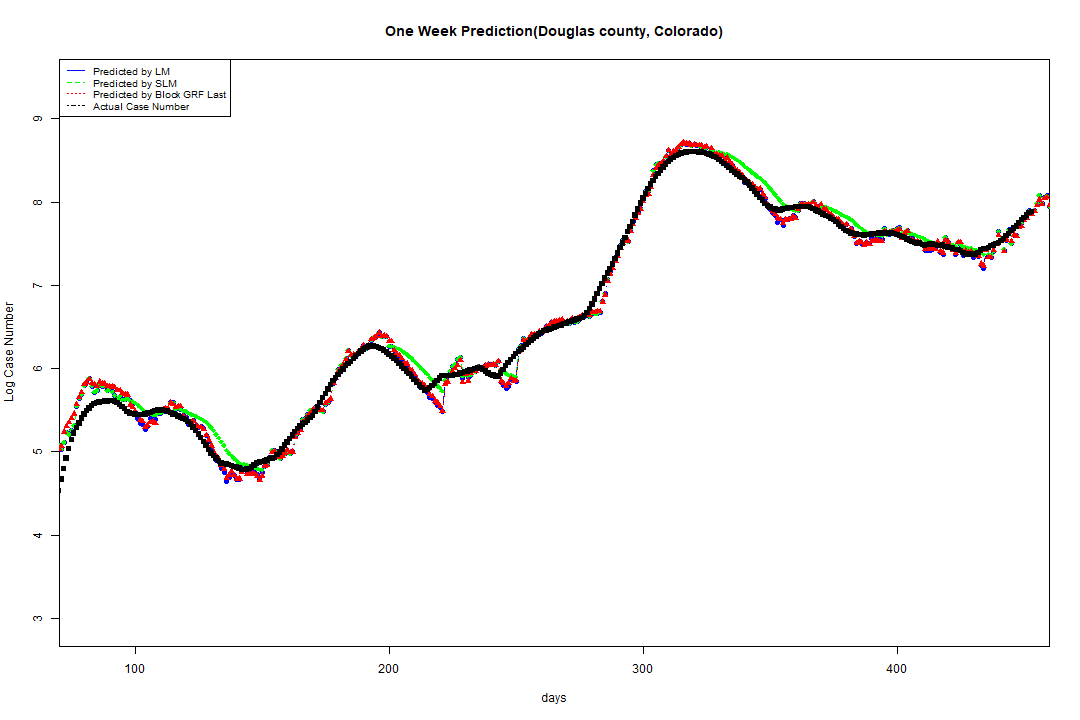 One Week Prediction(Douglas county, Colorado)
Predicted by LM
Predicted by SLM
Predicted by Block GRF Last
Actual Case Number
9
8
7
6
5
4
3
Log Case Number
100
200
300
400
days